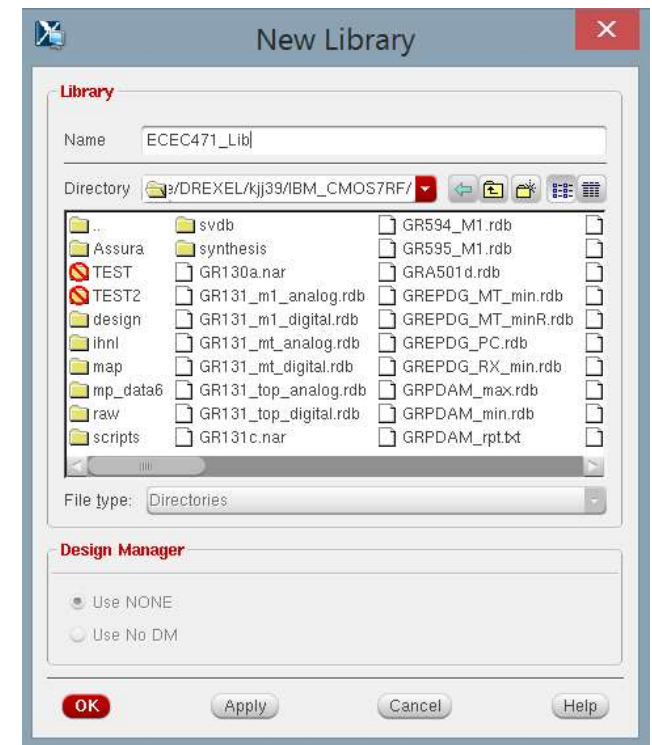 New Library
Library
Name ECEC471_Lib
Directory e/DREXEL/kjj39/IBM_CMOS7RF/
.. svdb GR594_M1.rdb
Assura synthesis GR595_M1.rdb
TEST GR130a.nar GRA501d.rdb
TEST2 GR131_m1_analog.rdb GREPDG_MT_min.rdb
design GR131_m1_digital.rdb GREPDG_MT_minR.rdb
ihnl GR131_mt_analog.rdb GREPDG_PC.rdb
map GR131_mt_digital.rdb GREPDG_RX_min.rdb
mp_data6 GR131_top_analog.rdb GRPDAM_max.rdb
raw GR131_top_digital.rdb GRPDAM_min.rdb
scripts GR131c.nar GRPDAM_rpt.txt
File type: Directories
Design Manager
Use NONE
Use No DM
OK Apply Cancel Help